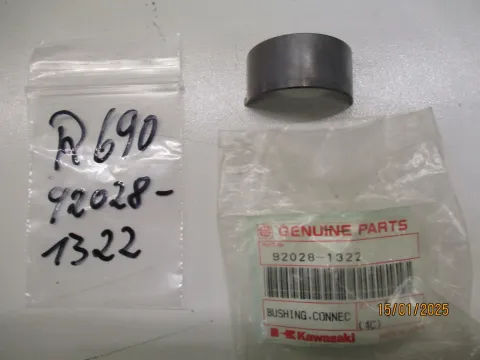 R690
92028-
1322
GENUINE PARTS
92028-1322
BUSHING,CONNEC
Kawasaki
15/01/2025